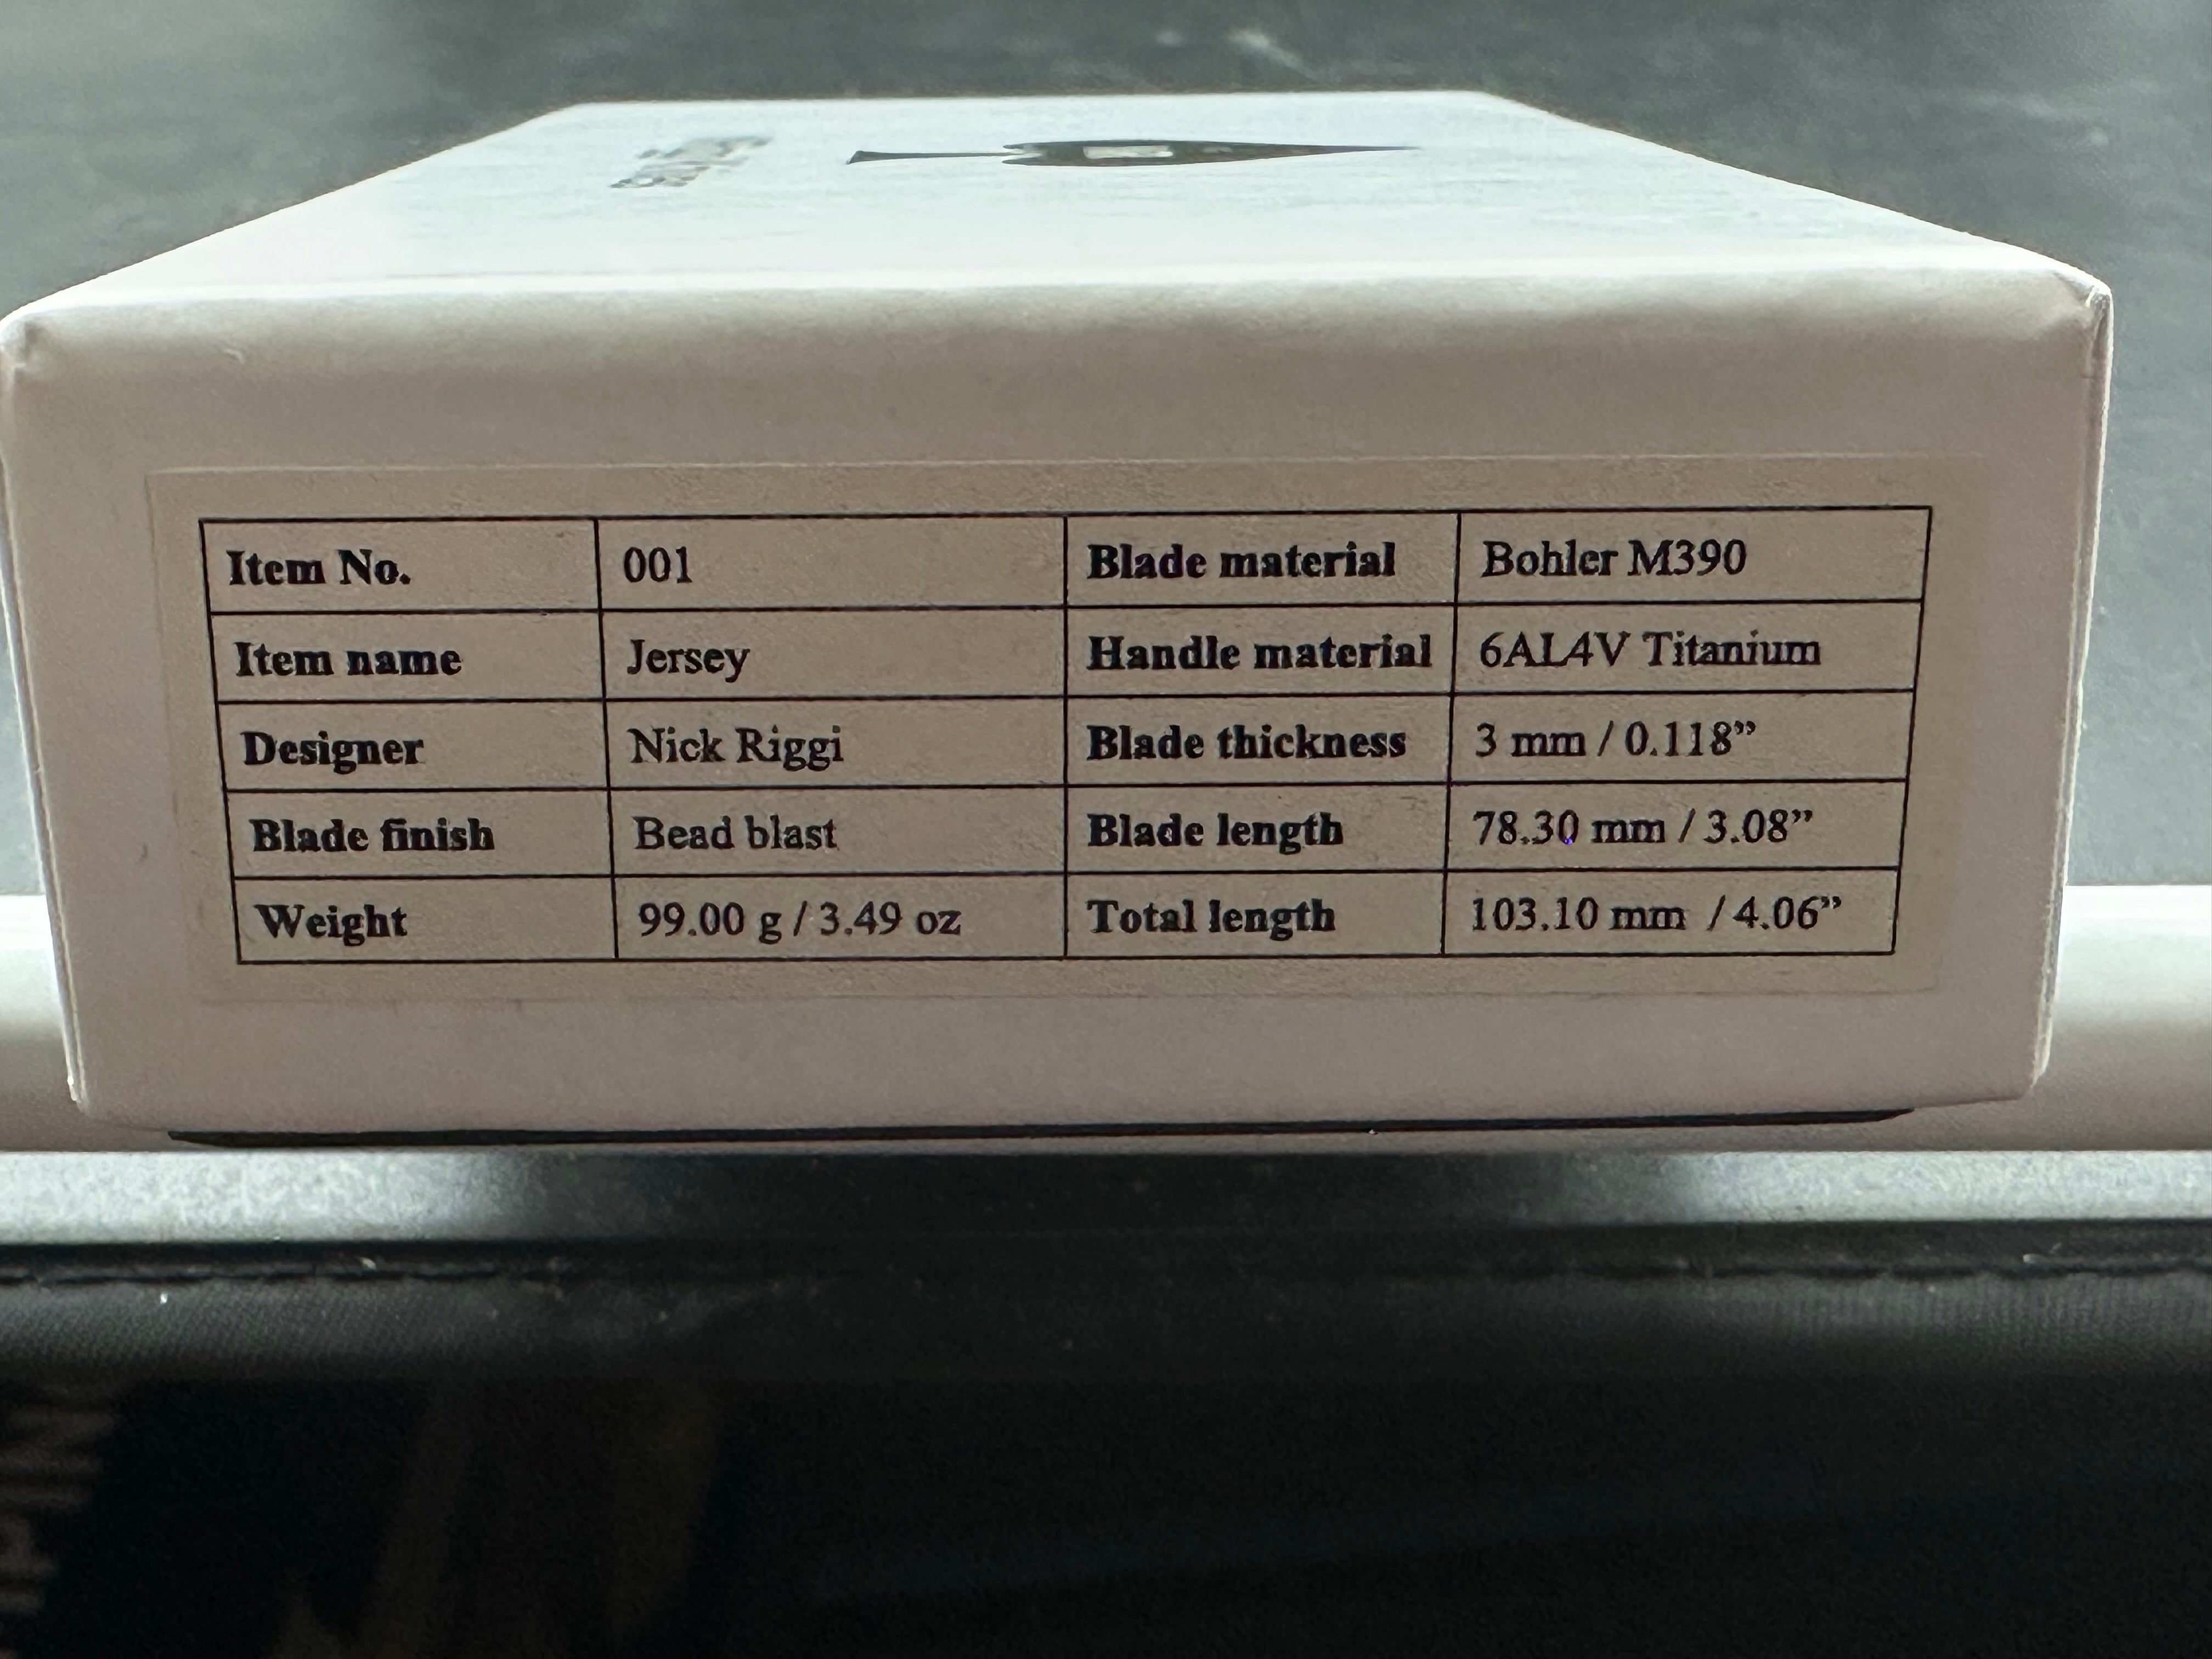 Item No. 001 Blade material Bohler M390
Item name Jersey Handle material 6AL4V Titanium
Designer Nick Riggi Blade thickness 3 mm / 0.118”
Blade finish Bead blast Blade length 78.30 mm / 3.08”
Weight 99.00 g / 3.49 oz Total length 103.10 mm / 4.06”